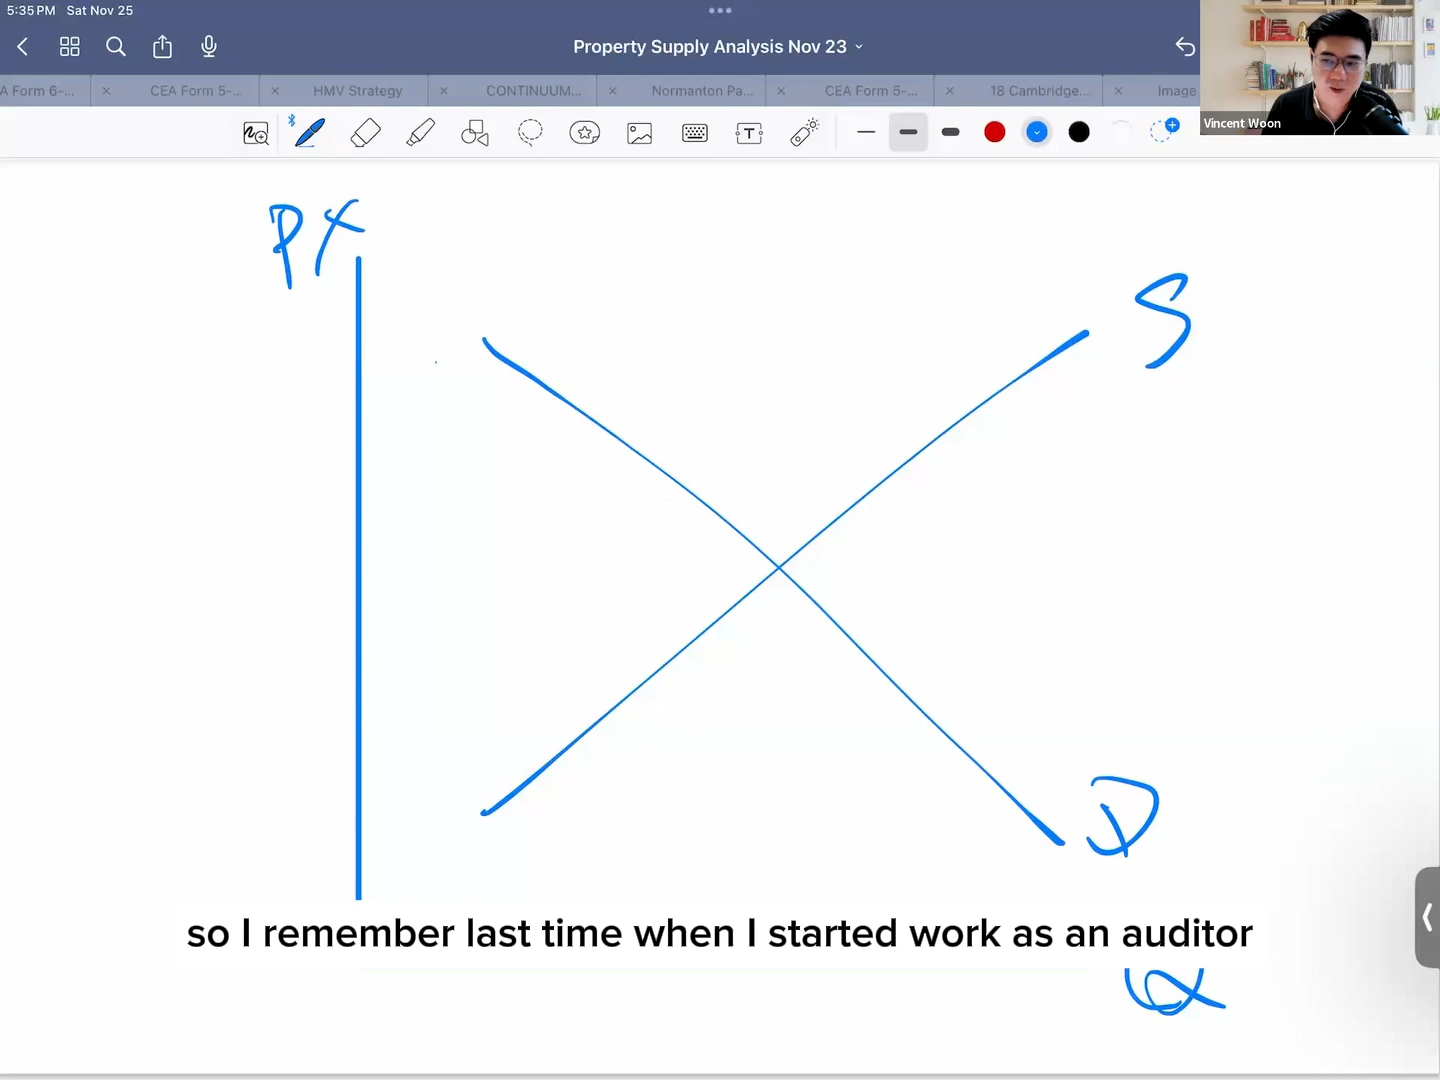 5:35 PM Sat Nov 25
Property Supply Analysis Nov 23
A Form 6-...
CEA Form 5-...
HMV Strategy
CONTINUUM...
Normanton Pa...
CEA Form 5-...
18 Cambridge...
Image
T
Vincent Woon
PX
S
D
so I remember last time when I started work as an auditor
Q